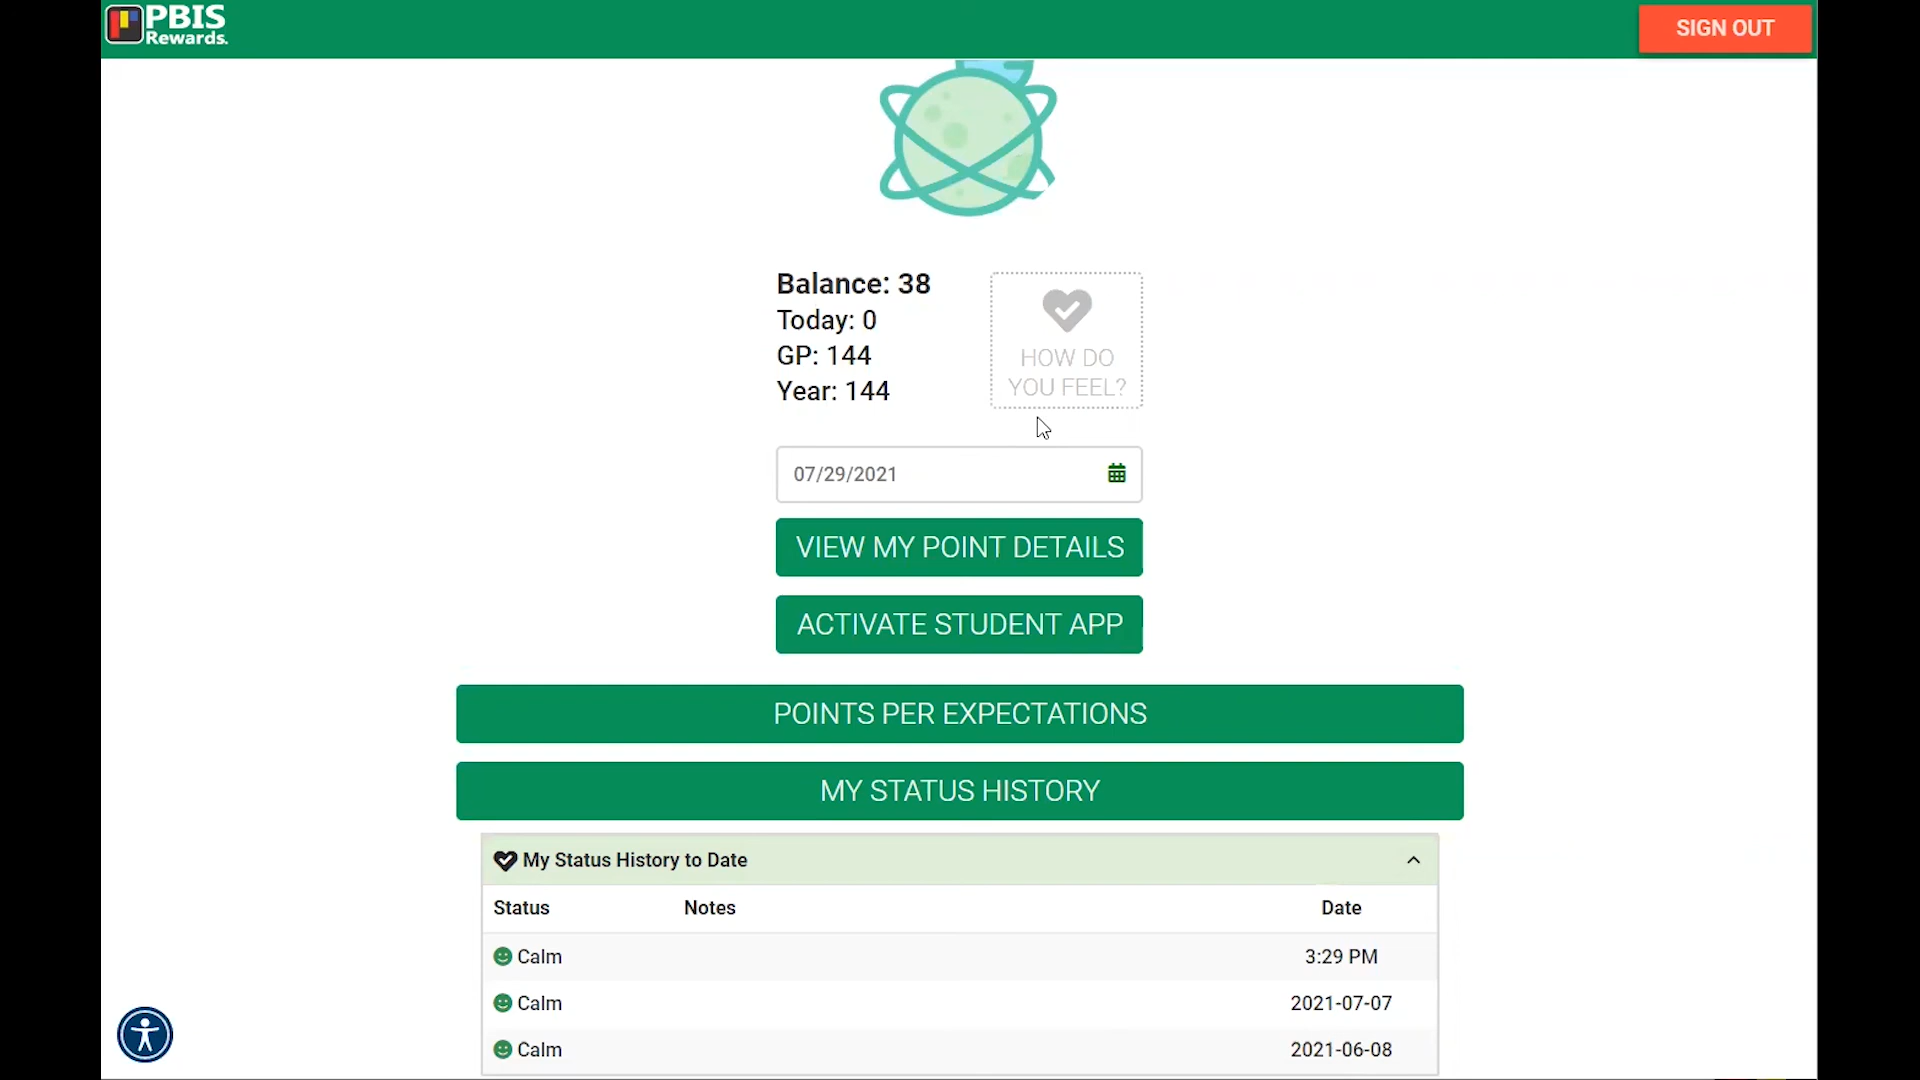 PBIS
Rewards.
SIGN OUT
Balance: 38
Today: 0
GP: 144
Year: 144
HOW DO
YOU FEEL?
07/29/2021
VIEW MY POINT DETAILS
ACTIVATE STUDENT APP
POINTS PER EXPECTATIONS
MY STATUS HISTORY
My Status History to Date
Status Notes Date
Calm 3:29 PM
Calm 2021-07-07
Calm 2021-06-08